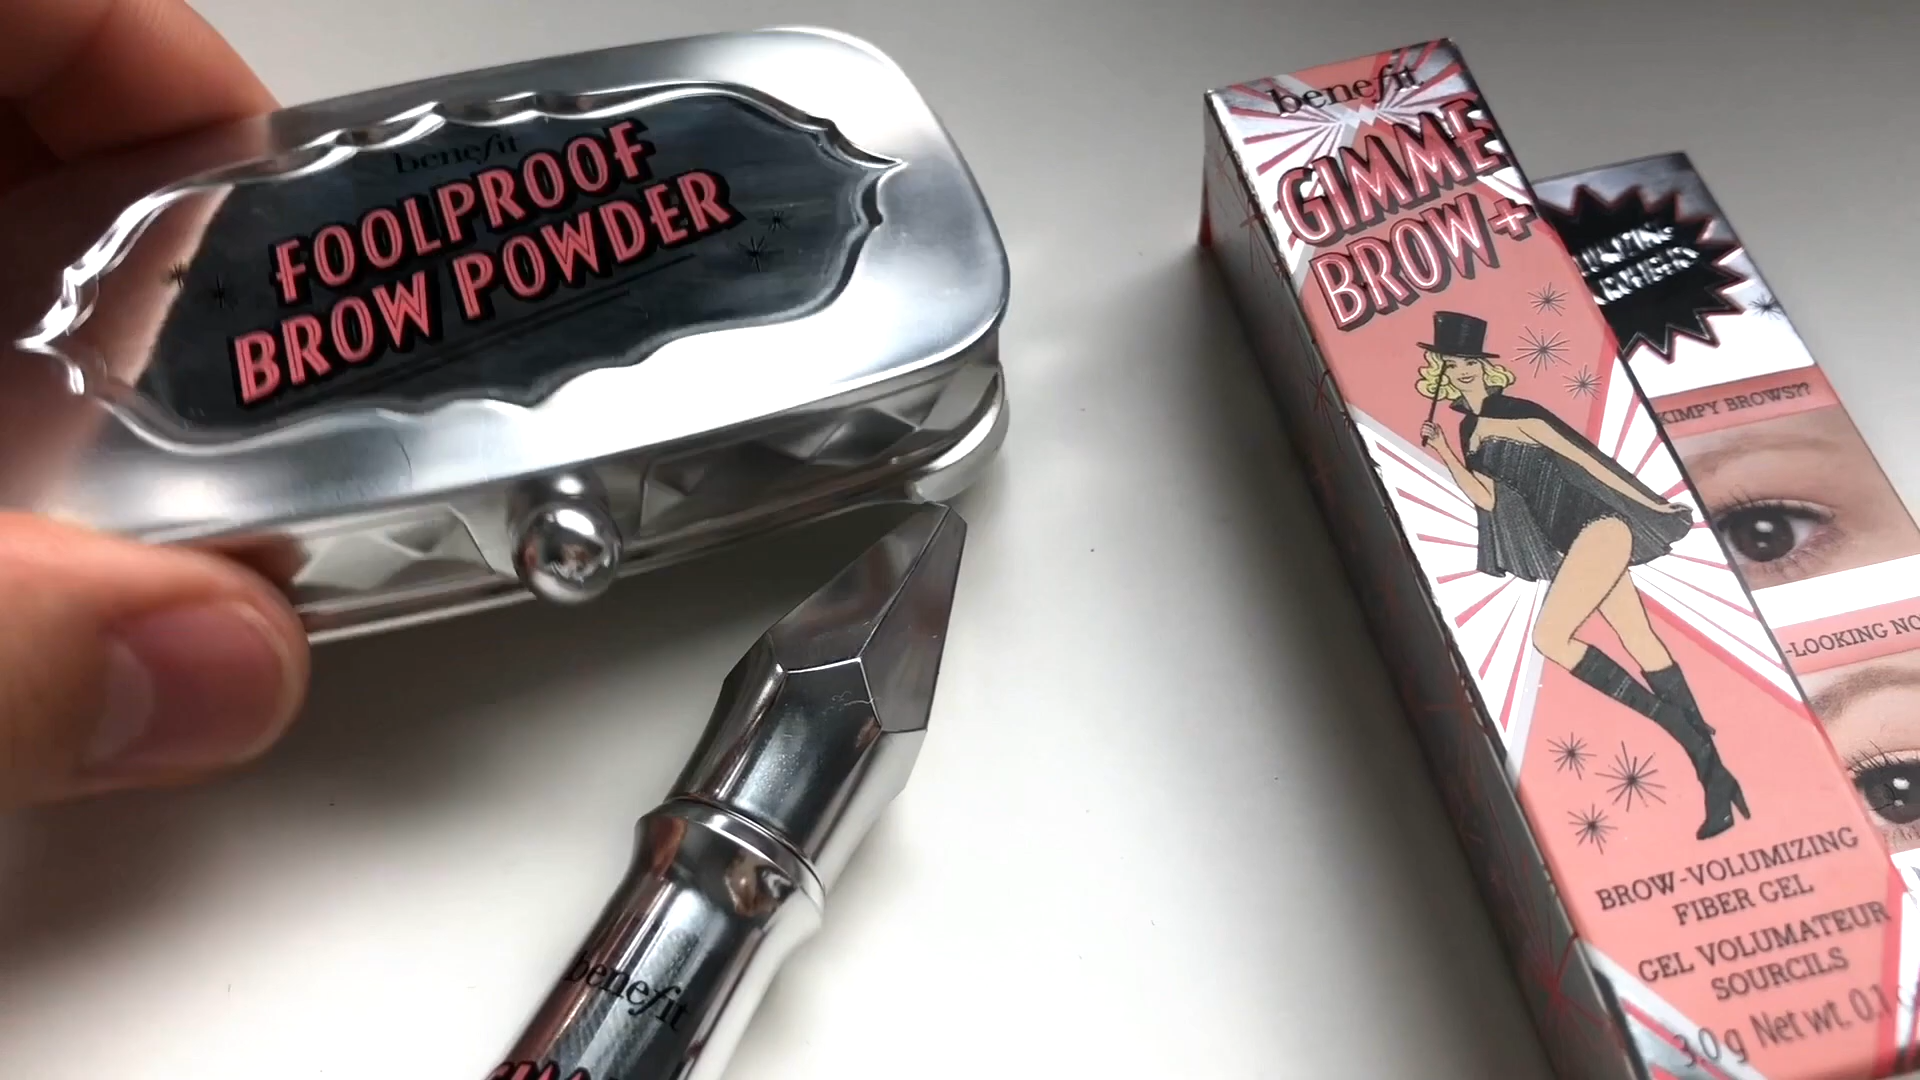 benefit
FOOLPROOF
BROW POWDER
benefit
benefit
GIMME
BROW+
BROW-VOLUMIZING
FIBER GEL
GEL VOLUMATEUR
SOURCILS
3.0 g Net wt. 0.1
KIMPY BROWS??
-LOOKING NO